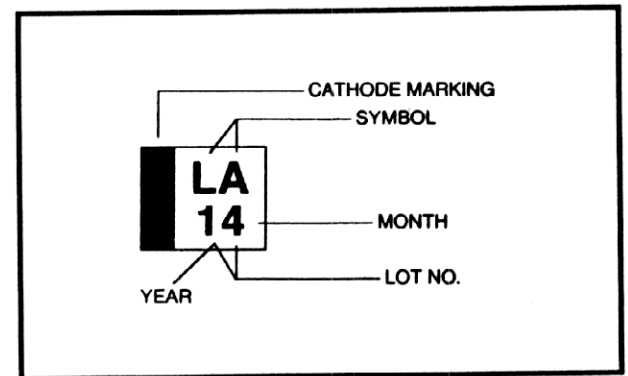 CATHODE MARKING
SYMBOL
LA
14
MONTH
LOT NO.
YEAR